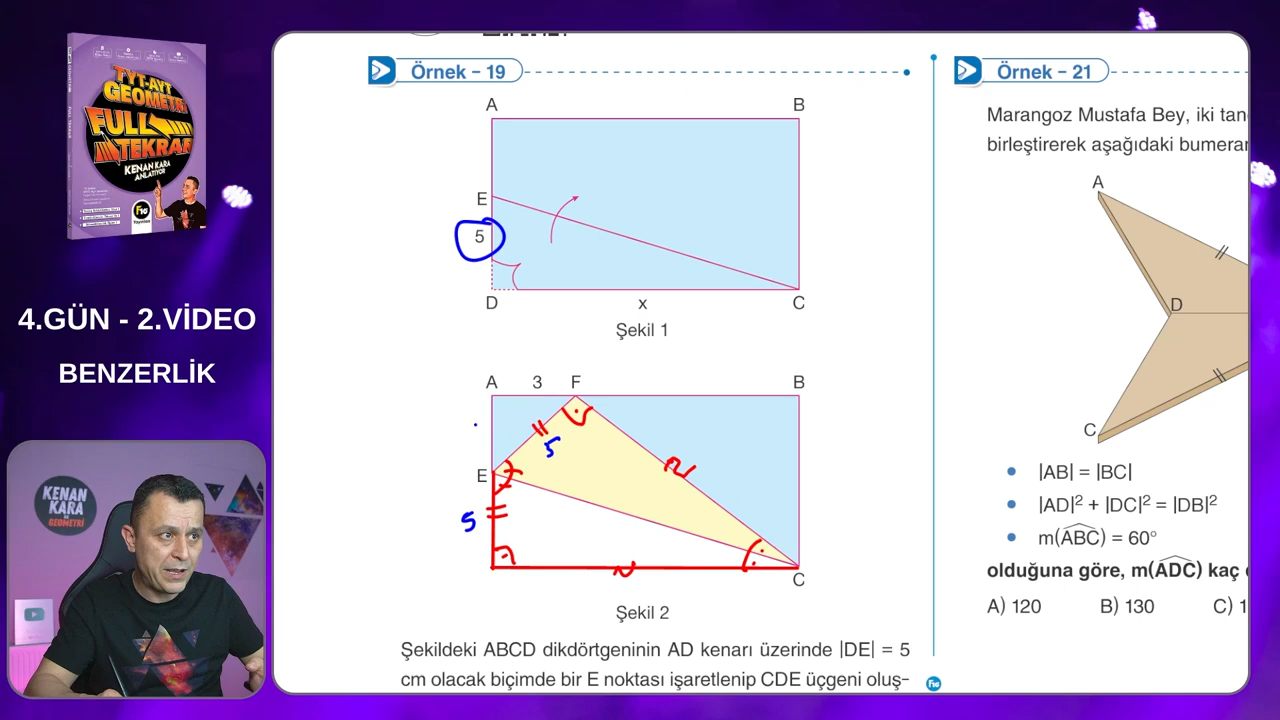 TYT-AYT
GEOMETRİ
FULL
TEKRAR
KENAN KARA
ANLATIYOR
4.GÜN - 2.VİDEO
BENZERLİK
KENAN
KARA
GEOMETRİ
Örnek – 19
A B
E
5
D x C
Şekil 1
A 3 F B
5
E
5
C
Şekil 2
Şekildeki ABCD dikdörtgeninin AD kenarı üzerinde |DE| = 5
cm olacak biçimde bir E noktası işaretlenip CDE üçgeni oluş-
Örnek – 21
Marangoz Mustafa Bey, iki tan
birleştirerek aşağıdaki bumeran
A
D
C
• |AB| = |BC|
• |AD|² + |DC|² = |DB|²
• m(ABC) = 60°
olduğuna göre, m(ADC) kaç
A) 120 B) 130 C) 1